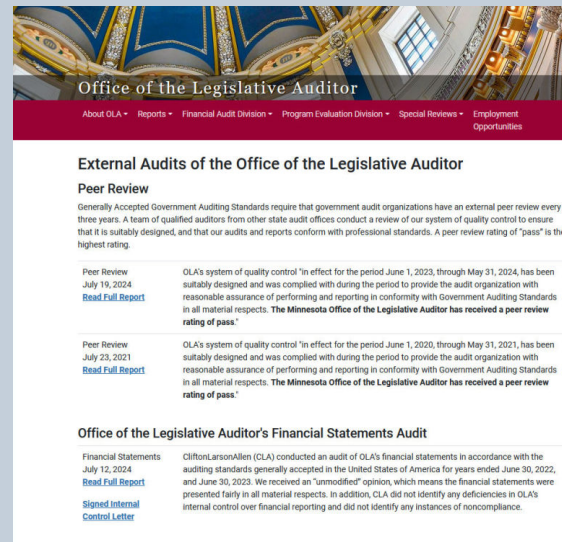 Office of the Legislative Auditor
About OLA Reports Financial Audit Division Program Evaluation Division Special Reviews Employment
Opportunities
External Audits of the Office of the Legislative Auditor
Peer Review
Generally Accepted Government Auditing Standards require that government audit organizations have an external peer review every
three years. A team of qualified auditors from other state audit offices conduct a review of our system of quality control to ensure
that it is suitably designed, and that our audits and reports conform with professional standards. A peer review rating of "pass" is the
highest rating.
Peer Review
July 19, 2024
Read Full Report
OLA's system of quality control "in effect for the period June 1, 2023, through May 31, 2024, has been
suitably designed and was complied with during the period to provide the audit organization with
reasonable assurance of performing and reporting in conformity with Government Auditing Standards
in all material respects. The Minnesota Office of the Legislative Auditor has received a peer review
rating of pass."
Peer Review
July 23, 2021
Read Full Report
OLA's system of quality control "in effect for the period June 1, 2020, through May 31, 2021, has been
suitably designed and was complied with during the period to provide the audit organization with
reasonable assurance of performing and reporting in conformity with Government Auditing Standards
in all material respects. The Minnesota Office of the Legislative Auditor has received a peer review
rating of pass."
Office of the Legislative Auditor's Financial Statements Audit
Financial Statements
July 12, 2024
Read Full Report
Signed Internal
Control Letter
CliftonLarsonAllen (CLA) conducted an audit of OLA's financial statements in accordance with the
auditing standards generally accepted in the United States of America for years ended June 30, 2022,
and June 30, 2023. We received an "unmodified" opinion, which means the financial statements were
presented fairly in all material respects. In addition, CLA did not identify any deficiencies in OLA's
internal control over financial reporting and did not identify any instances of noncompliance.